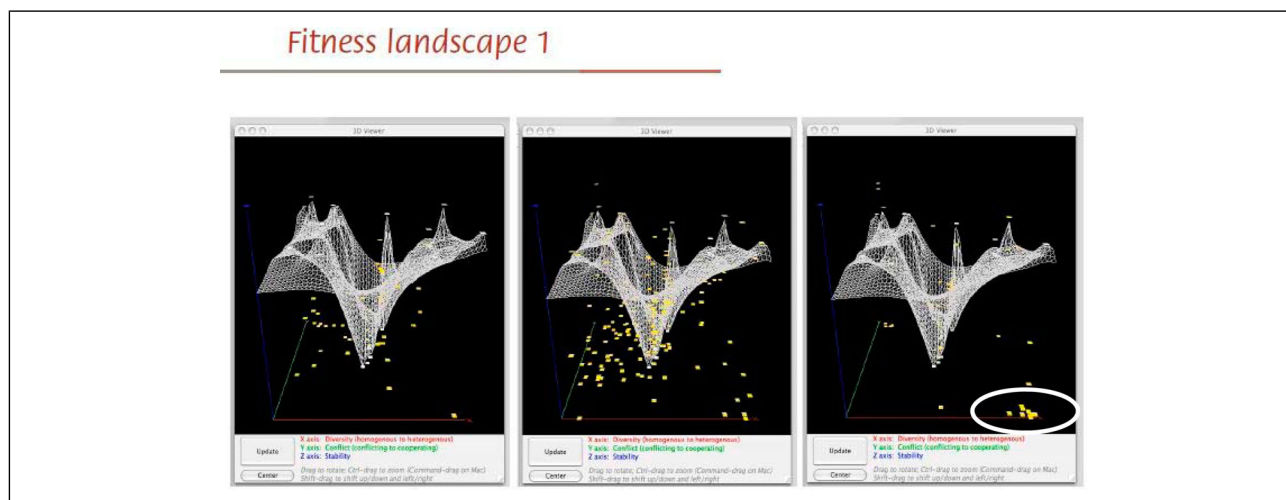 Fitness landscape 1
3D Viewer
Update
Center
X axis: Diversity (homogenous to heterogenous)
Y axis: Conflict (conflicting to cooperating)
Z axis: Stability
Drag to rotate; Ctrl-drag to zoom (Command-drag on Mac)
Shift-drag to shift up/down and left/right
3D Viewer
Update
Center
X axis: Diversity (homogenous to heterogenous)
Y axis: Conflict (conflicting to cooperating)
Z axis: Stability
Drag to rotate; Ctrl-drag to zoom (Command-drag on Mac)
Shift-drag to shift up/down and left/right
3D Viewer
Update
Center
X axis: Diversity (homogenous to heterogenous)
Y axis: Conflict (conflicting to cooperating)
Z axis: Stability
Drag to rotate; Ctrl-drag to zoom (Command-drag on Mac)
Shift-drag to shift up/down and left/right